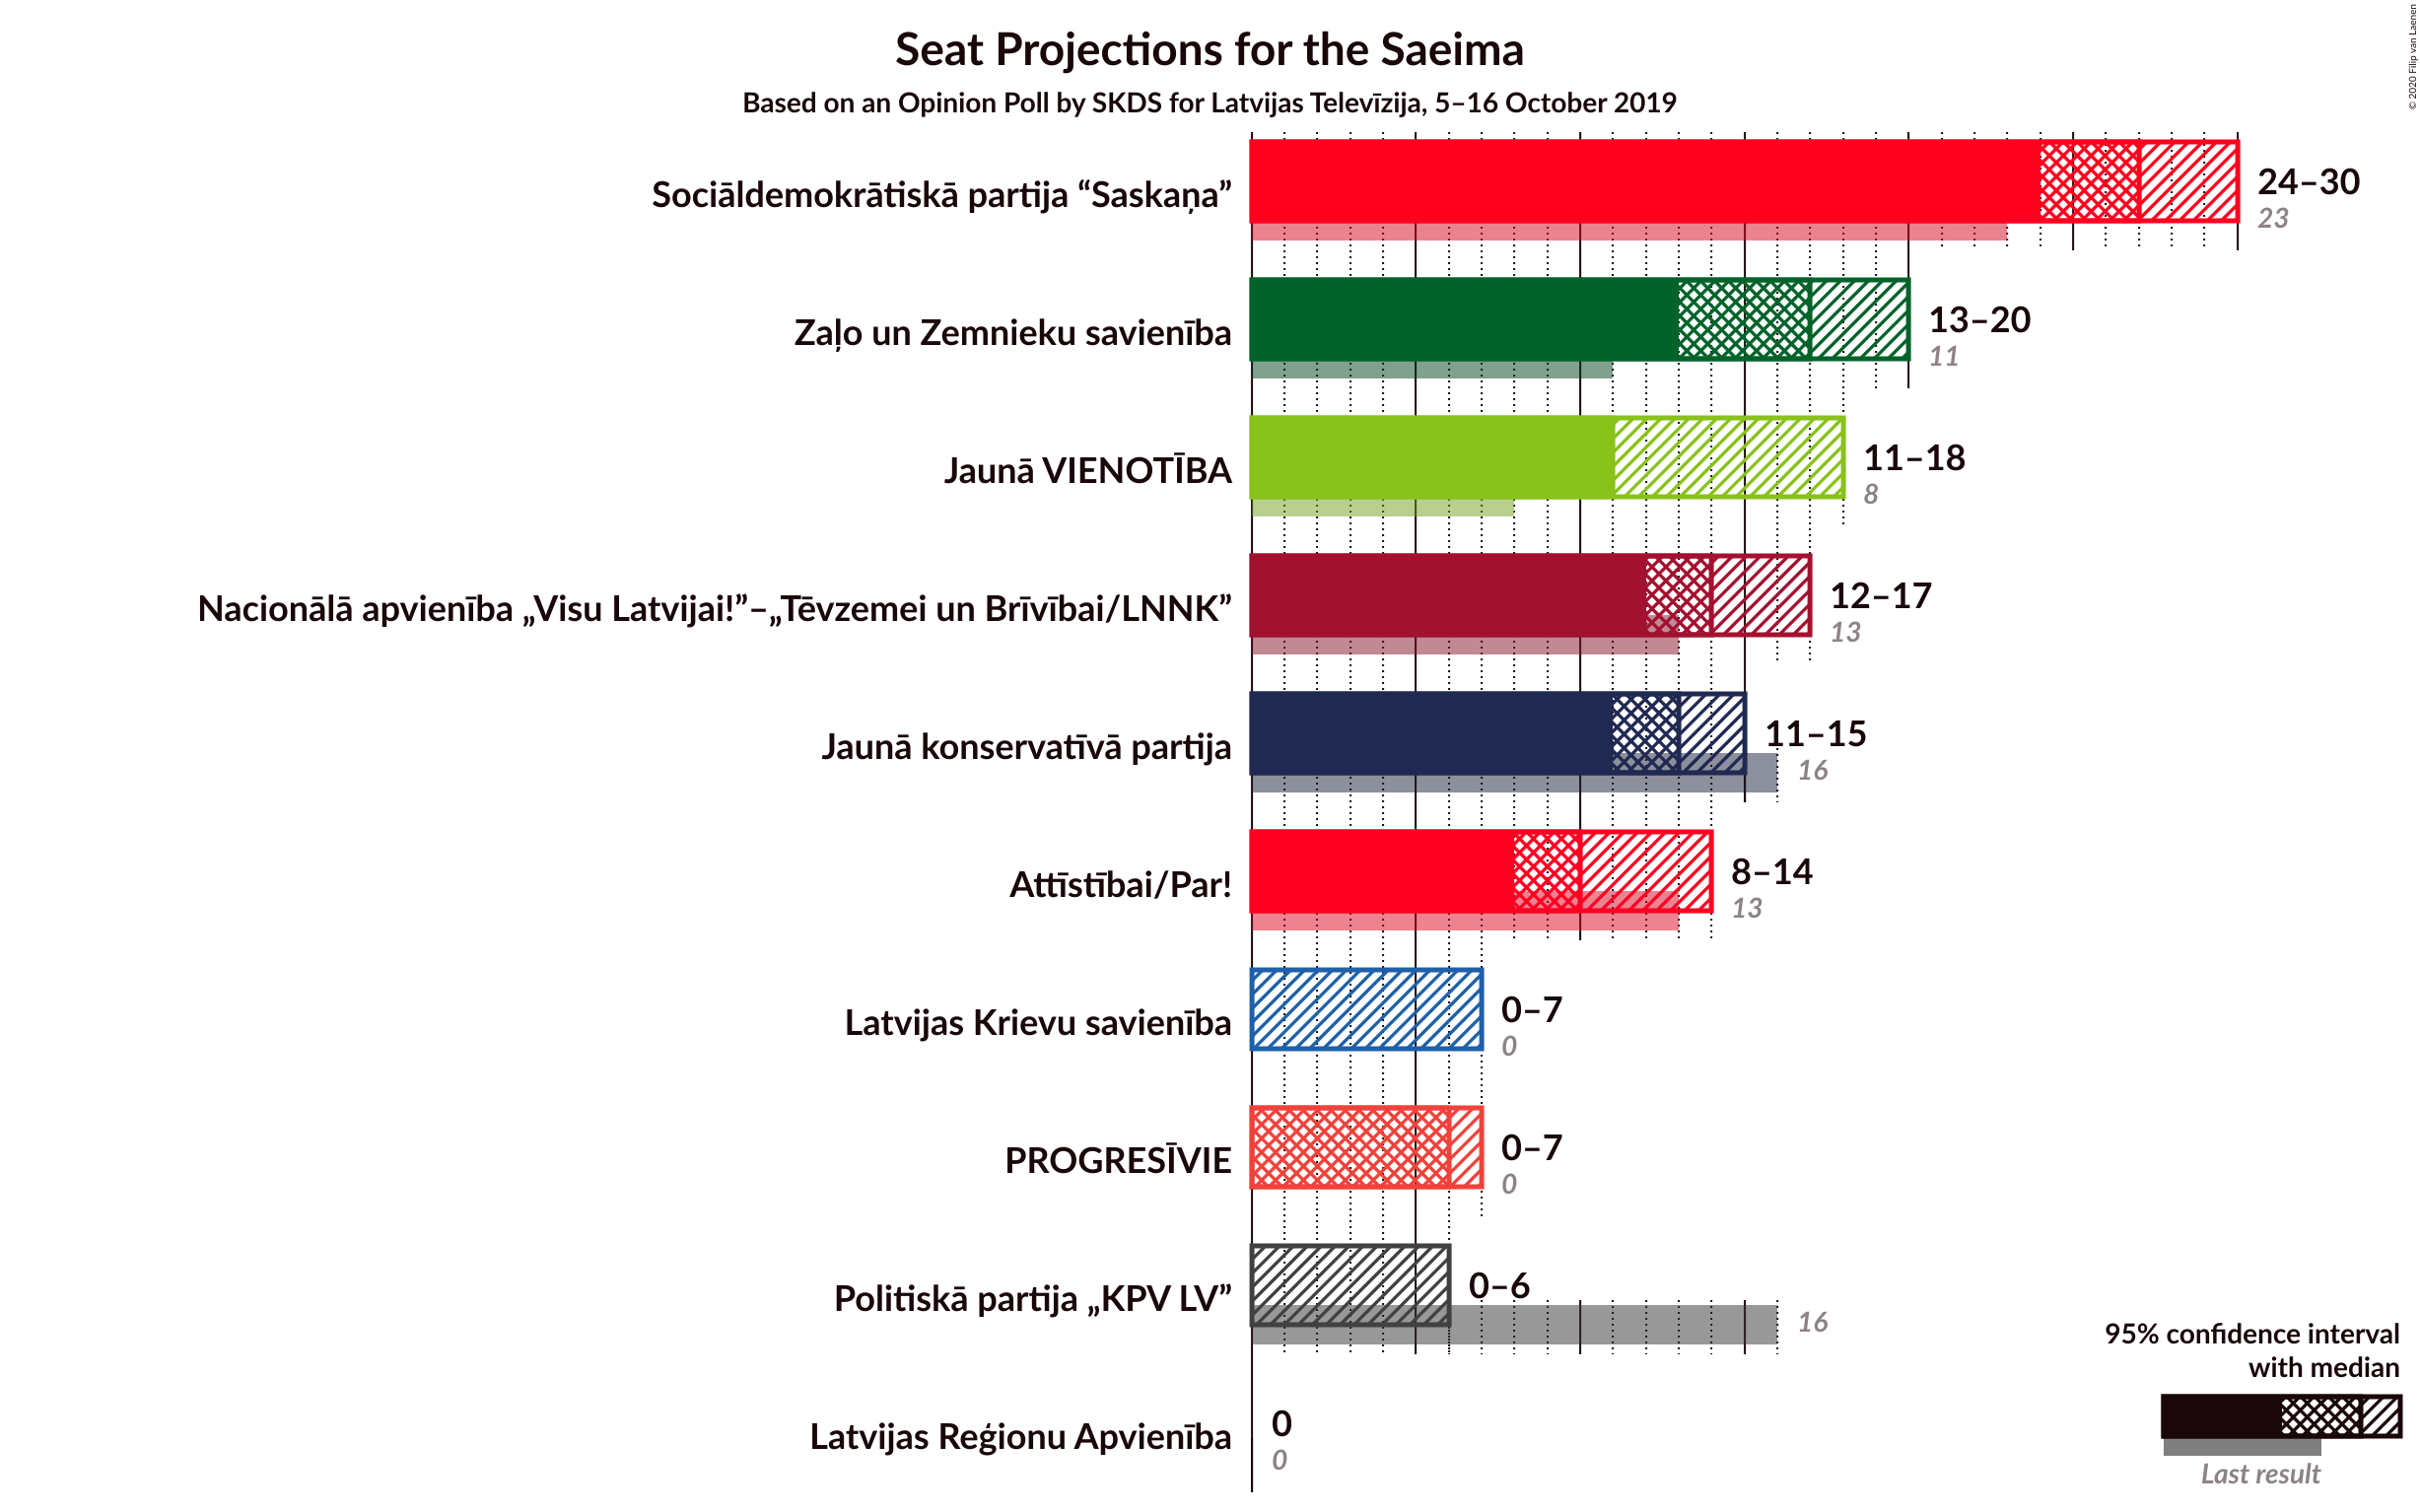 Seat Projections for the Saeima
Based on an Opinion Poll by SKDS for Latvijas Televīzija, 5–16 October 2019
© 2020 Filip van Laenen
Sociāldemokrātiskā partija “Saskaņa”
24–30
23
Zaļo un Zemnieku savienība
13–20
11
Jaunā VIENOTĪBA
11–18
8
Nacionālā apvienība „Visu Latvijai!”–„Tēvzemei un Brīvībai/LNNK”
12–17
13
Jaunā konservatīvā partija
11–15
16
Attīstībai/Par!
8–14
13
Latvijas Krievu savienība
0–7
0
PROGRESĪVIE
0–7
0
Politiskā partija „KPV LV”
0–6
16
Latvijas Reģionu Apvienība
0
0
95% confidence interval
with median
Last result